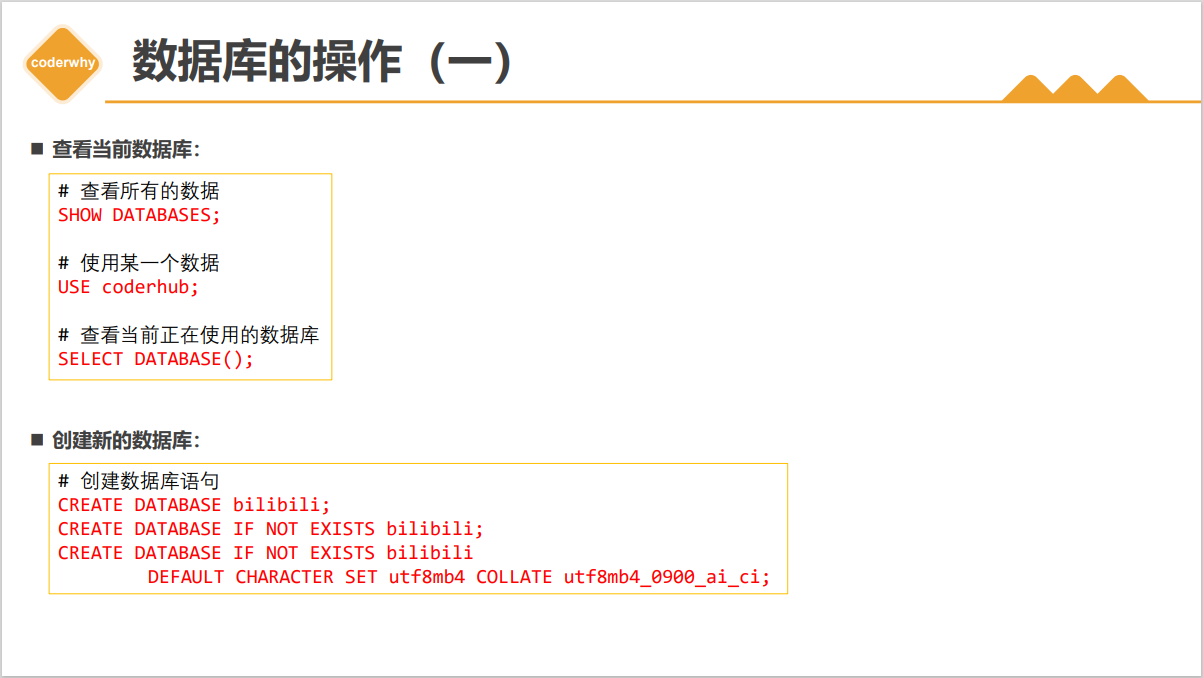 coderwhy
数据库的操作（一）
查看当前数据库：
# 查看所有的数据
SHOW DATABASES;
# 使用某一个数据
USE coderhub;
# 查看当前正在使用的数据库
SELECT DATABASE();
创建新的数据库：
# 创建数据库语句
CREATE DATABASE bilibili;
CREATE DATABASE IF NOT EXISTS bilibili;
CREATE DATABASE IF NOT EXISTS bilibili
DEFAULT CHARACTER SET utf8mb4 COLLATE utf8mb4_0900_ai_ci;